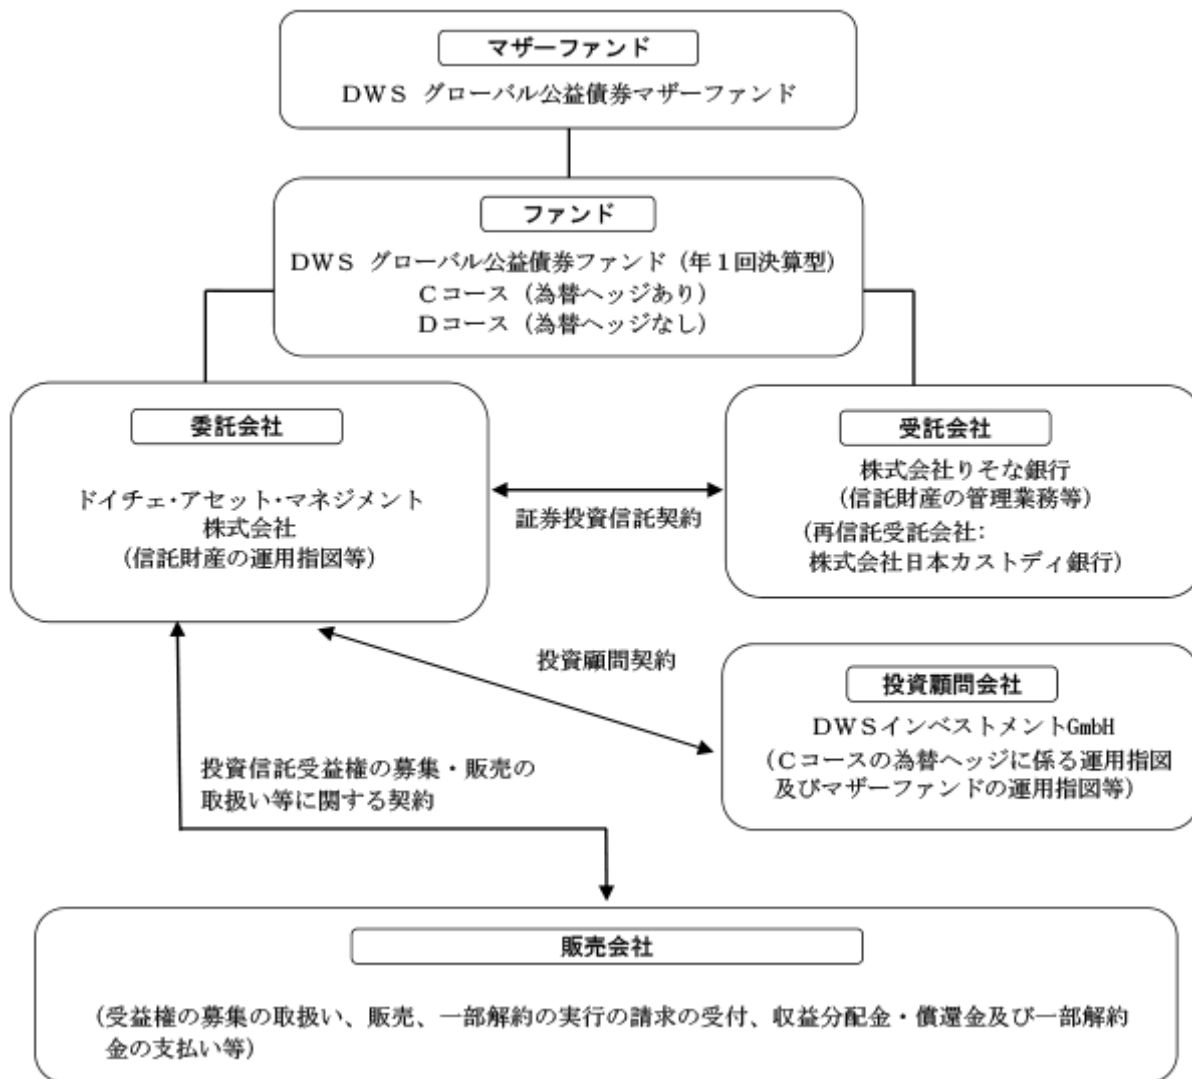 マザーファンド
DWS グローバル公益債券マザーファンド
ファンド
DWS グローバル公益債券ファンド（年１回決算型）
Ｃコース（為替ヘッジあり）
Ｄコース（為替ヘッジなし）
委託会社
ドイチェ・アセット・マネジメント
株式会社
（信託財産の運用指図等）
証券投資信託契約
受託会社
株式会社りそな銀行
（信託財産の管理業務等）
（再信託受託会社：
株式会社日本カストディ銀行）
投資顧問契約
投資顧問会社
ＤＷＳインベストメントGmbH
（Ｃコースの為替ヘッジに係る運用指図
及びマザーファンドの運用指図等）
投資信託受益権の募集・販売の
取扱い等に関する契約
販売会社
（受益権の募集の取扱い、販売、一部解約の実行の請求の受付、収益分配金・償還金及び一部解約
金の支払い等）